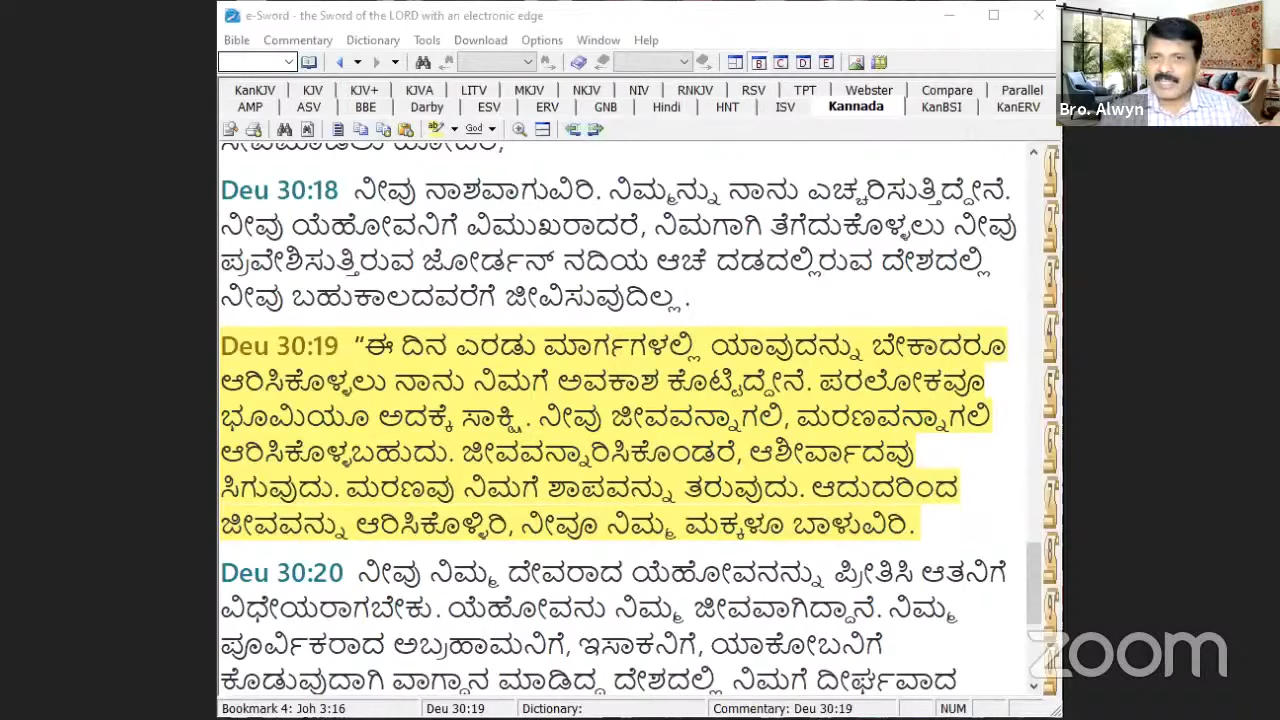 e-Sword - the Sword of the LORD with an electronic edge
Bible Commentary Dictionary Tools Download Options Window Help
KanKJV KJV KJV+ KJVA LITV MKJV NKJV NIV RNKJV RSV TPT Webster Compare Parallel
AMP ASV BBE Darby ESV ERV GNB Hindi HNT ISV Kannada KanBSI KanERV
God
Deu 30:18 ನೀವು ನಾಶವಾಗುವಿರಿ. ನಿಮ್ಮನ್ನು ನಾನು ಎಚ್ಚರಿಸುತ್ತಿದ್ದೇನೆ.
ನೀವು ಯೆಹೋವನಿಗೆ ವಿಮುಖರಾದರೆ, ನಿಮಗಾಗಿ ತೆಗೆದುಕೊಳ್ಳಲು ನೀವು
ಪ್ರವೇಶಿಸುತ್ತಿರುವ ಜೋರ್ಡನ್ ನದಿಯ ಆಚೆ ದಡದಲ್ಲಿರುವ ದೇಶದಲ್ಲಿ
ನೀವು ಬಹುಕಾಲದವರೆಗೆ ಜೀವಿಸುವುದಿಲ್ಲ.
Deu 30:19 “ಈ ದಿನ ಎರಡು ಮಾರ್ಗಗಳಲ್ಲಿ ಯಾವುದನ್ನು ಬೇಕಾದರೂ
ಆರಿಸಿಕೊಳ್ಳಲು ನಾನು ನಿಮಗೆ ಅವಕಾಶ ಕೊಟ್ಟಿದ್ದೇನೆ. ಪರಲೋಕವೂ
ಭೂಮಿಯೂ ಅದಕ್ಕೆ ಸಾಕ್ಷಿ. ನೀವು ಜೀವವನ್ನಾಗಲಿ, ಮರಣವನ್ನಾಗಲಿ
ಆರಿಸಿಕೊಳ್ಳಬಹುದು. ಜೀವವನ್ನಾರಿಸಿಕೊಂಡರೆ, ಆಶೀರ್ವಾದವು
ಸಿಗುವುದು. ಮರಣವು ನಿಮಗೆ ಶಾಪವನ್ನು ತರುವುದು. ಆದುದರಿಂದ
ಜೀವವನ್ನು ಆರಿಸಿಕೊಳ್ಳಿರಿ, ನೀವೂ ನಿಮ್ಮ ಮಕ್ಕಳೂ ಬಾಳುವಿರಿ.
Deu 30:20 ನೀವು ನಿಮ್ಮ ದೇವರಾದ ಯೆಹೋವನನ್ನು ಪ್ರೀತಿಸಿ ಆತನಿಗೆ
ವಿಧೇಯರಾಗಬೇಕು. ಯೆಹೋವನು ನಿಮ್ಮ ಜೀವವಾಗಿದ್ದಾನೆ. ನಿಮ್ಮ
ಪೂರ್ವಿಕರಾದ ಅಬ್ರಹಾಮನಿಗೆ, ಇಸಾಕನಿಗೆ, ಯಾಕೋಬನಿಗೆ
ಕೊಡುವುದಾಗಿ ವಾಗ್ದಾನ ಮಾಡಿದ್ದ ದೇಶದಲ್ಲಿ ನಿಮಗೆ ದೀರ್ಘವಾದ
Bookmark 4: Joh 3:16 Deu 30:19 Dictionary: Commentary: Deu 30:19 NUM
Bro. Alwyn
zoom